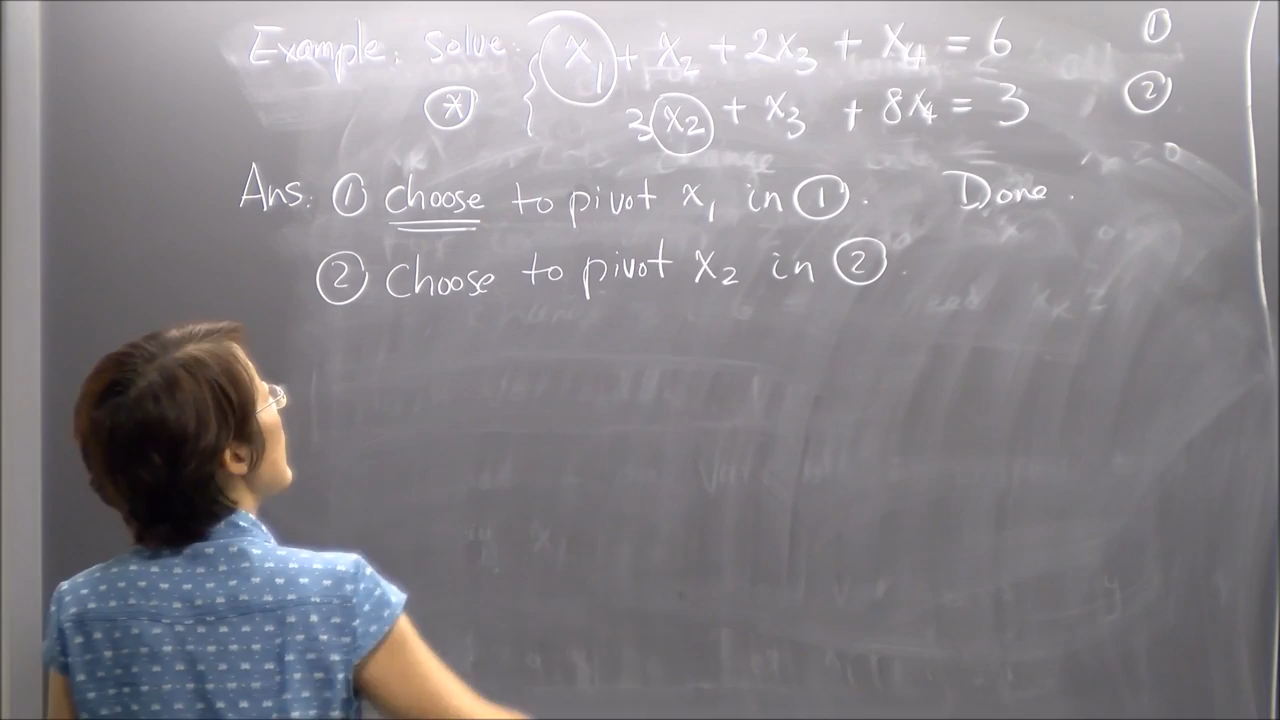 Example: Solve: { x₁ + x₂ + 2x₃ + x₄ = 6 ①
(*) 3x₂ + x₃ + 8x₄ = 3 ②
Ans: ① choose to pivot x₁ in ①. Done.
② Choose to pivot x₂ in ②.